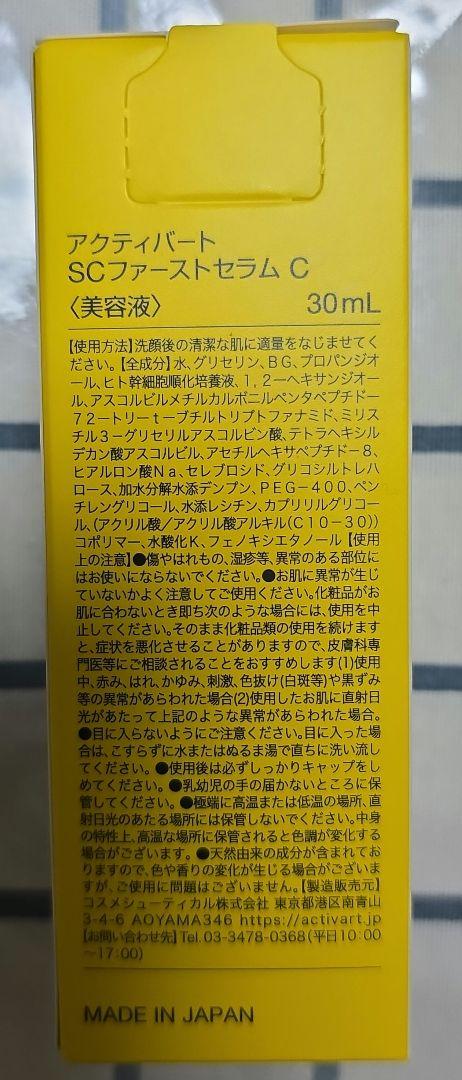 アクティバート
SCファーストセラム C
〈美容液〉 30mL
【使用方法】洗顔後の清潔な肌に適量をなじませてく
ださい。【全成分】水、グリセリン、BG、プロパンジオ
ール、ヒト幹細胞順化培養液、1,2ーヘキサンジオー
ル、アスコルビルメチルカルボニルペンタペプチドー
72ートリーtーブチルトリプトファナミド、ミリス
チル3ーグリセリルアスコルビン酸、テトラヘキシル
デカン酸アスコルビル、アセチルヘキサペプチドー8、
ヒアルロン酸Na、セレブロシド、グリコシルトレハ
ロース、加水分解水添デンプン、PEGー400、ペン
チレングリコール、水添レシチン、カプリリルグリコー
ル、(アクリル酸/アクリル酸アルキル(C10ー30))
コポリマー、水酸化K、フェノキシエタノール【使用
上の注意】●傷やはれもの、湿疹等、異常のある部位に
はお使いにならないでください。●お肌に異常が生じ
ていないかよく注意してご使用ください。化粧品がお
肌に合わないとき即ち次のような場合には、使用を中
止してください。そのまま化粧品類の使用を続けます
と、症状を悪化させることがありますので、皮膚科専
門医等にご相談されることをおすすめします(1)使用
中、赤み、はれ、かゆみ、刺激、色抜け(白斑等)や黒ずみ
等の異常があらわれた場合(2)使用したお肌に直射日
光があたって上記のような異常があらわれた場合。
●目に入らないようにご注意ください。目に入った場
合は、こすらずに水またはぬるま湯で直ちに洗い流し
てください。●使用後は必ずしっかりキャップをし
めてください。●乳幼児の手の届かないところに保
管してください。●極端に高温または低温の場所、直
射日光のあたる場所には保管しないでください。中身
の特性上、高温な場所に保管されると色調が変化する
場合がございます。●天然由来の成分が含まれてお
りますので、色や香りの変化が生じる場合がございま
すが、ご使用に問題はございません。【製造販売元】
コスメシューティカル株式会社 東京都港区南青山
3-4-6 AOYAMA346 https://activart.jp
【お問い合わせ先】Tel.03-3478-0368(平日10:00
〜17:00)
MADE IN JAPAN